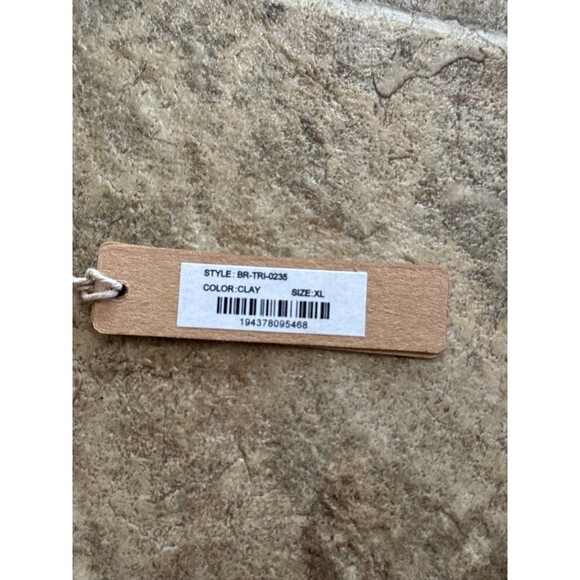 STYLE: BR-TRI-0235
COLOR:CLAY SIZE:XL
194378095468